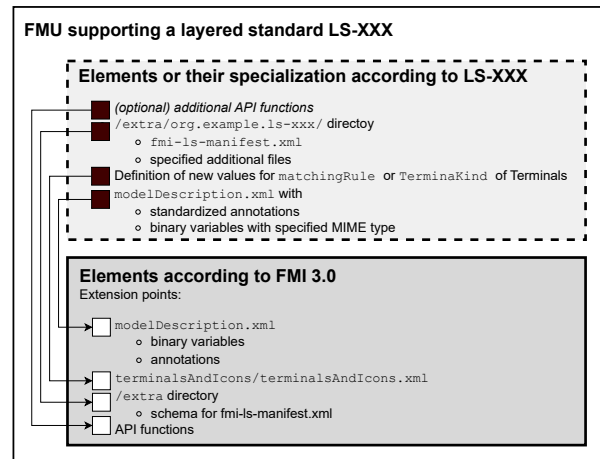 FMU supporting a layered standard LS-XXX
Elements or their specialization according to LS-XXX
(optional) additional API functions
/extra/org.example.ls-xxx/ directoy
fmi-ls-manifest.xml
specified additional files
Definition of new values for matchingRule or TerminaKind of Terminals
modelDescription.xml with
standardized annotations
binary variables with specified MIME type
Elements according to FMI 3.0
Extension points:
modelDescription.xml
binary variables
annotations
terminalsAndIcons/terminalsAndIcons.xml
/extra directory
schema for fmi-ls-manifest.xml
API functions